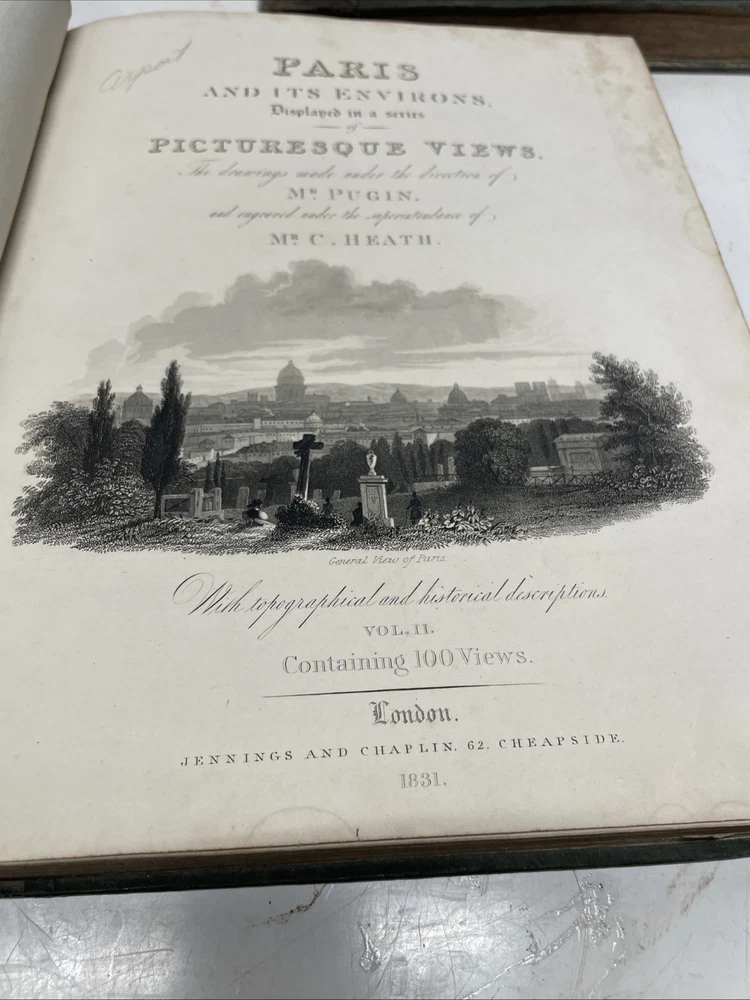 PARIS
AND ITS ENVIRONS,
Displayed in a series
of
PICTURESQUE VIEWS.
The drawings made under the direction of,
Mr. PUGIN,
and engraved under the superintendence of,
Mr. C. HEATH.
General View of Paris.
With topographical and historical descriptions.
VOL. II.
Containing 100 Views.
London.
JENNINGS AND CHAPLIN. 62. CHEAPSIDE.
1831.